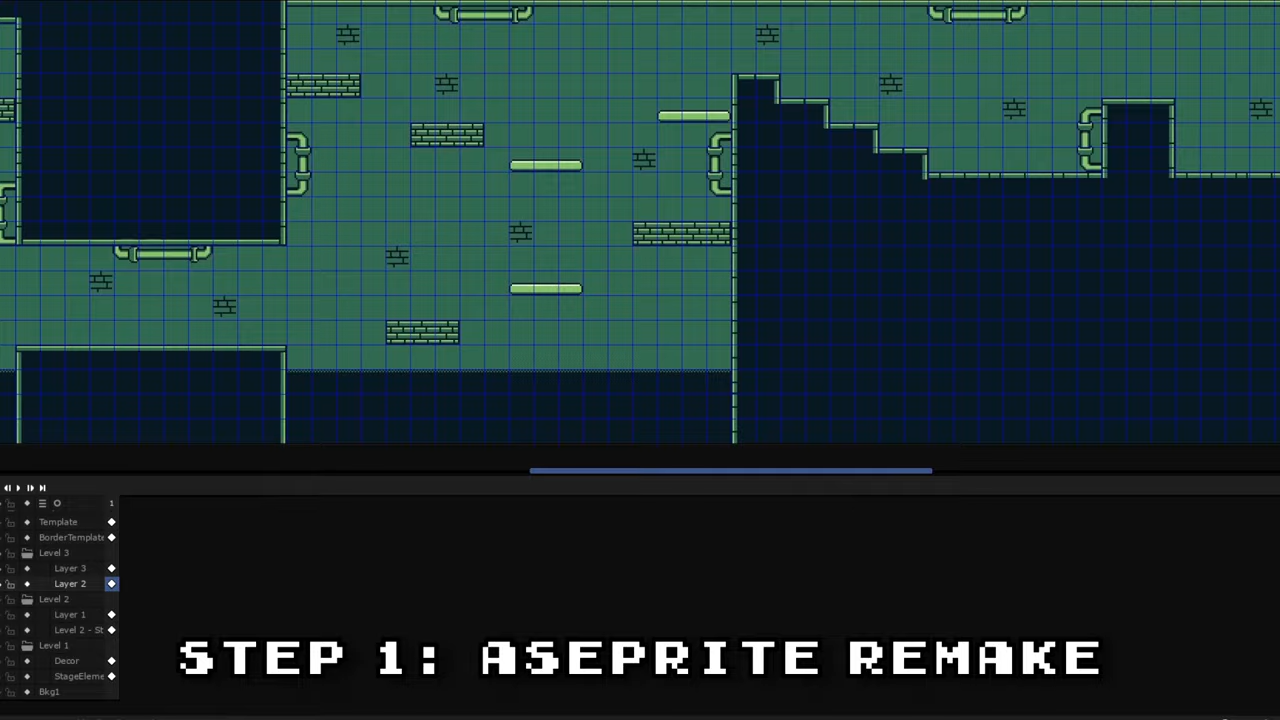 1
Template
BorderTemplate
Level 3
Layer 3
Layer 2
Level 2
Layer 1
Level 2 - St
Level 1
Decor
StageEleme
Bkg1
STEP 1: ASEPRITE REMAKE